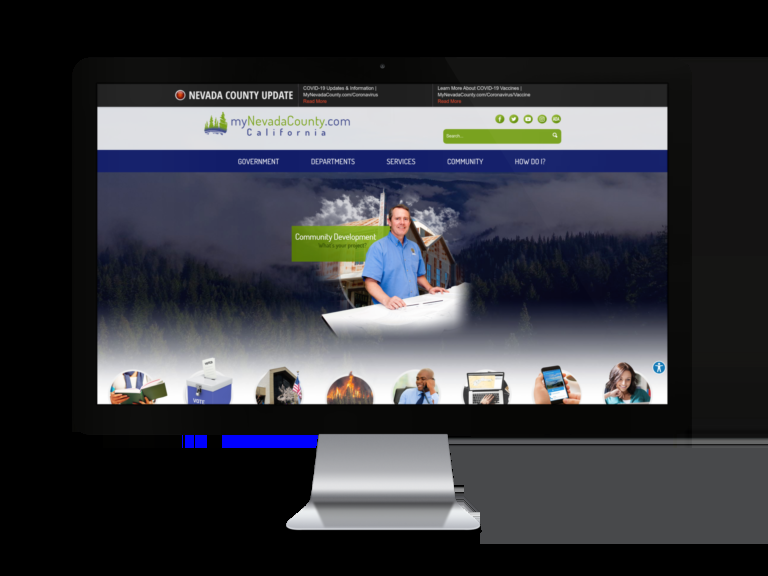 NEVADA COUNTY UPDATE
COVID-19 Updates & Information |
MyNevadaCounty.com/Coronavirus
Read More
Learn More About COVID-19 Vaccines |
MyNevadaCounty.com/Coronavirus/Vaccine
Read More
myNevadaCounty.com
California
Search...
GOVERNMENT
DEPARTMENTS
SERVICES
COMMUNITY
HOW DO I?
Community Development
What's your project?
VOTE